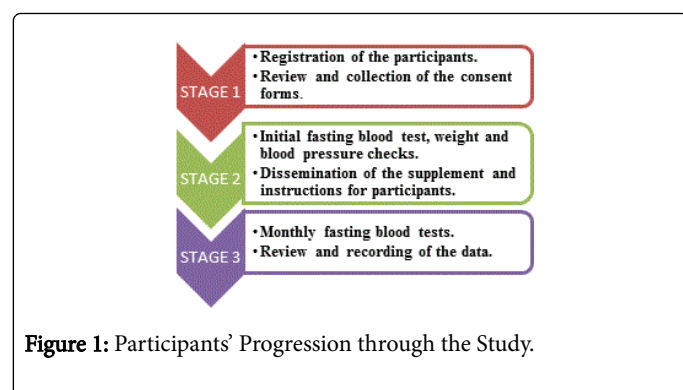 STAGE 1
•Registration of the participants.
•Review and collection of the consent
forms.
STAGE 2
•Initial fasting blood test, weight and
blood pressure checks.
•Dissemination of the supplement and
instructions for participants.
STAGE 3
•Monthly fasting blood tests.
•Review and recording of the data.
Figure 1: Participants’ Progression through the Study.